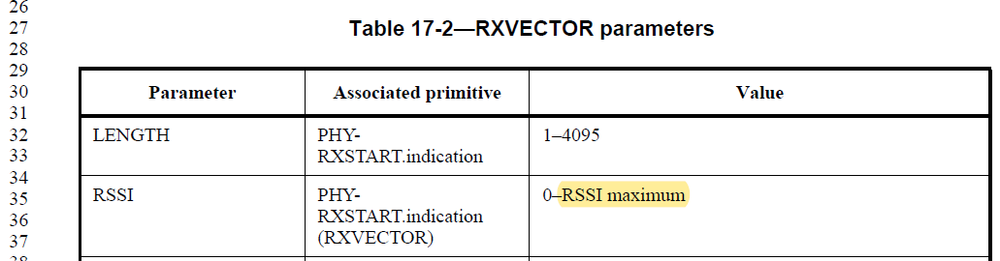 26
27 Table 17-2—RXVECTOR parameters
28
29
30 Parameter Associated primitive Value
31
32 LENGTH PHY- 1–4095
33 RXSTART.indication
34
35 RSSI PHY- 0–RSSI maximum
36 RXSTART.indication
37 (RXVECTOR)
38